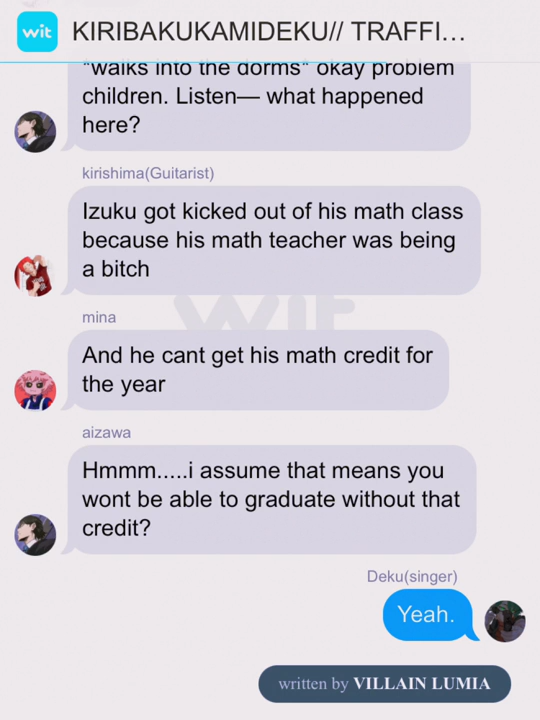 wit KIRIBAKUKAMIDEKU// TRAFFI...
*walks into the dorms* okay problem
children. Listen— what happened
here?
kirishima(Guitarist)
Izuku got kicked out of his math class
because his math teacher was being
a bitch
wit
mina
And he cant get his math credit for
the year
aizawa
Hmmm.....i assume that means you
wont be able to graduate without that
credit?
Deku(singer)
Yeah.
written by VILLAIN LUMIA